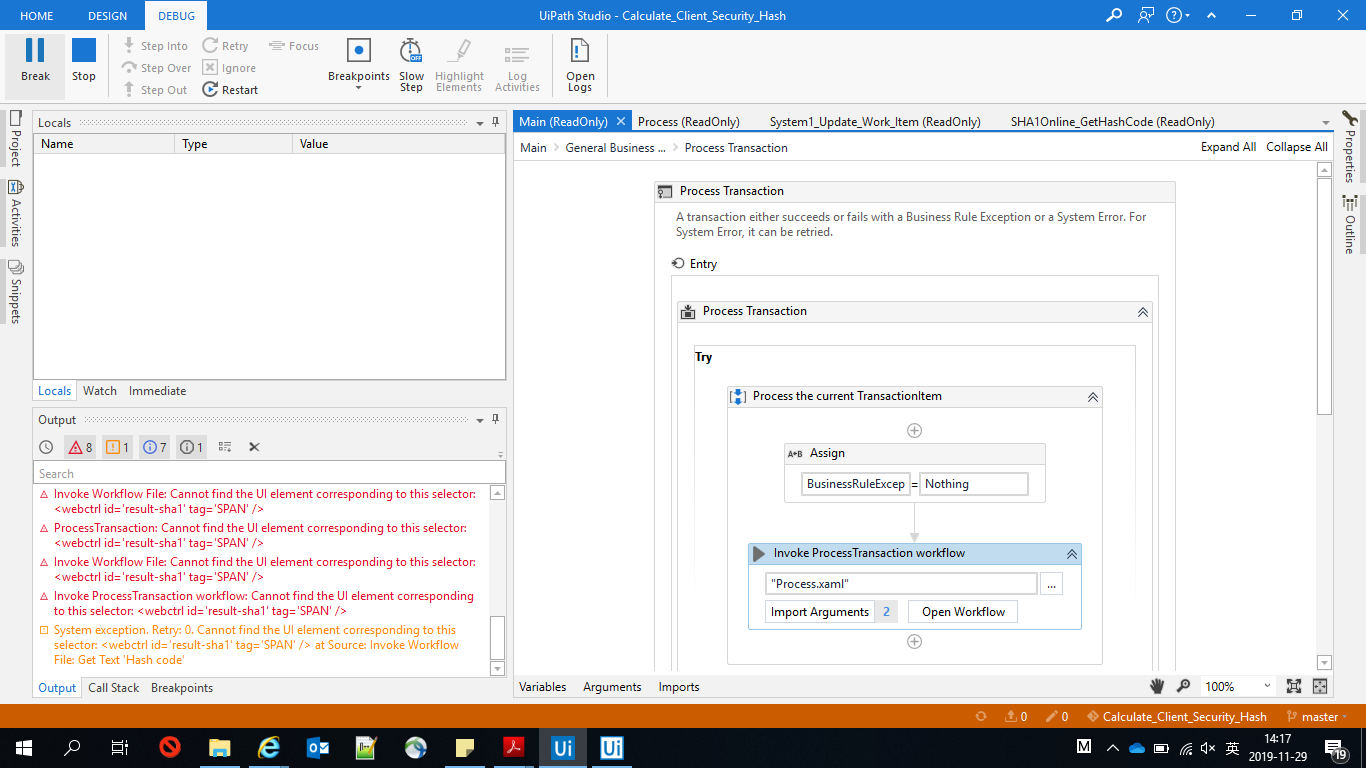 HOME DESIGN DEBUG UiPath Studio - Calculate_Client_Security_Hash
Break
Stop
Step Into
Step Over
Step Out
Retry
Ignore
Restart
Focus
Breakpoints
Slow
Step
Highlight
Elements
Log
Activities
Open
Logs
Project
Activities
Snippets
Locals
Name Type Value
Locals Watch Immediate
Output
8 1 7 1
Search
Invoke Workflow File: Cannot find the UI element corresponding to this selector:
<webctrl id='result-sha1' tag='SPAN' />
ProcessTransaction: Cannot find the UI element corresponding to this selector:
<webctrl id='result-sha1' tag='SPAN' />
Invoke Workflow File: Cannot find the UI element corresponding to this selector:
<webctrl id='result-sha1' tag='SPAN' />
Invoke ProcessTransaction workflow: Cannot find the UI element corresponding
to this selector: <webctrl id='result-sha1' tag='SPAN' />
System exception. Retry: 0. Cannot find the UI element corresponding to this
selector: <webctrl id='result-sha1' tag='SPAN' /> at Source: Invoke Workflow
File: Get Text 'Hash code'
Output Call Stack Breakpoints
Main (ReadOnly) Process (ReadOnly) System1_Update_Work_Item (ReadOnly) SHA1Online_GetHashCode (ReadOnly)
Main > General Business ... > Process Transaction Expand All Collapse All
Process Transaction
A transaction either succeeds or fails with a Business Rule Exception or a System Error. For
System Error, it can be retried.
Entry
Process Transaction
Try
Process the current TransactionItem
A+B Assign
BusinessRuleExcep = Nothing
Invoke ProcessTransaction workflow
"Process.xaml" ...
Import Arguments 2 Open Workflow
Variables Arguments Imports 100%
Properties
Outline
0 0 Calculate_Client_Security_Hash master
Ui Ui M 英 14:17
2019-11-29
19